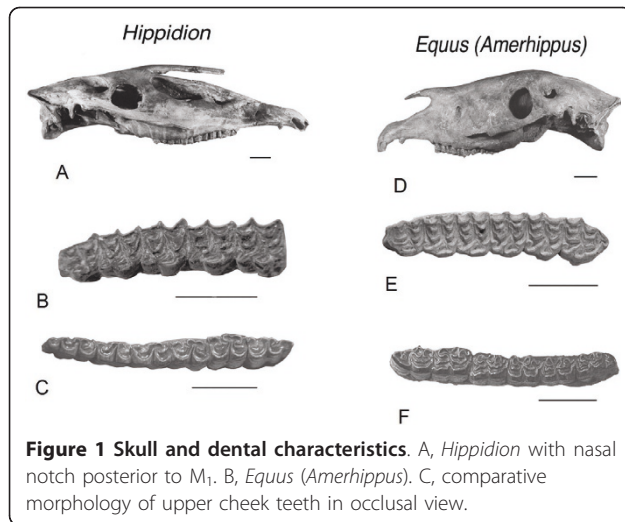 Hippidion
Equus (Amerhippus)
A
D
B
E
C
F
Figure 1 Skull and dental characteristics. A, Hippidion with nasal
notch posterior to M₁. B, Equus (Amerhippus). C, comparative
morphology of upper cheek teeth in occlusal view.